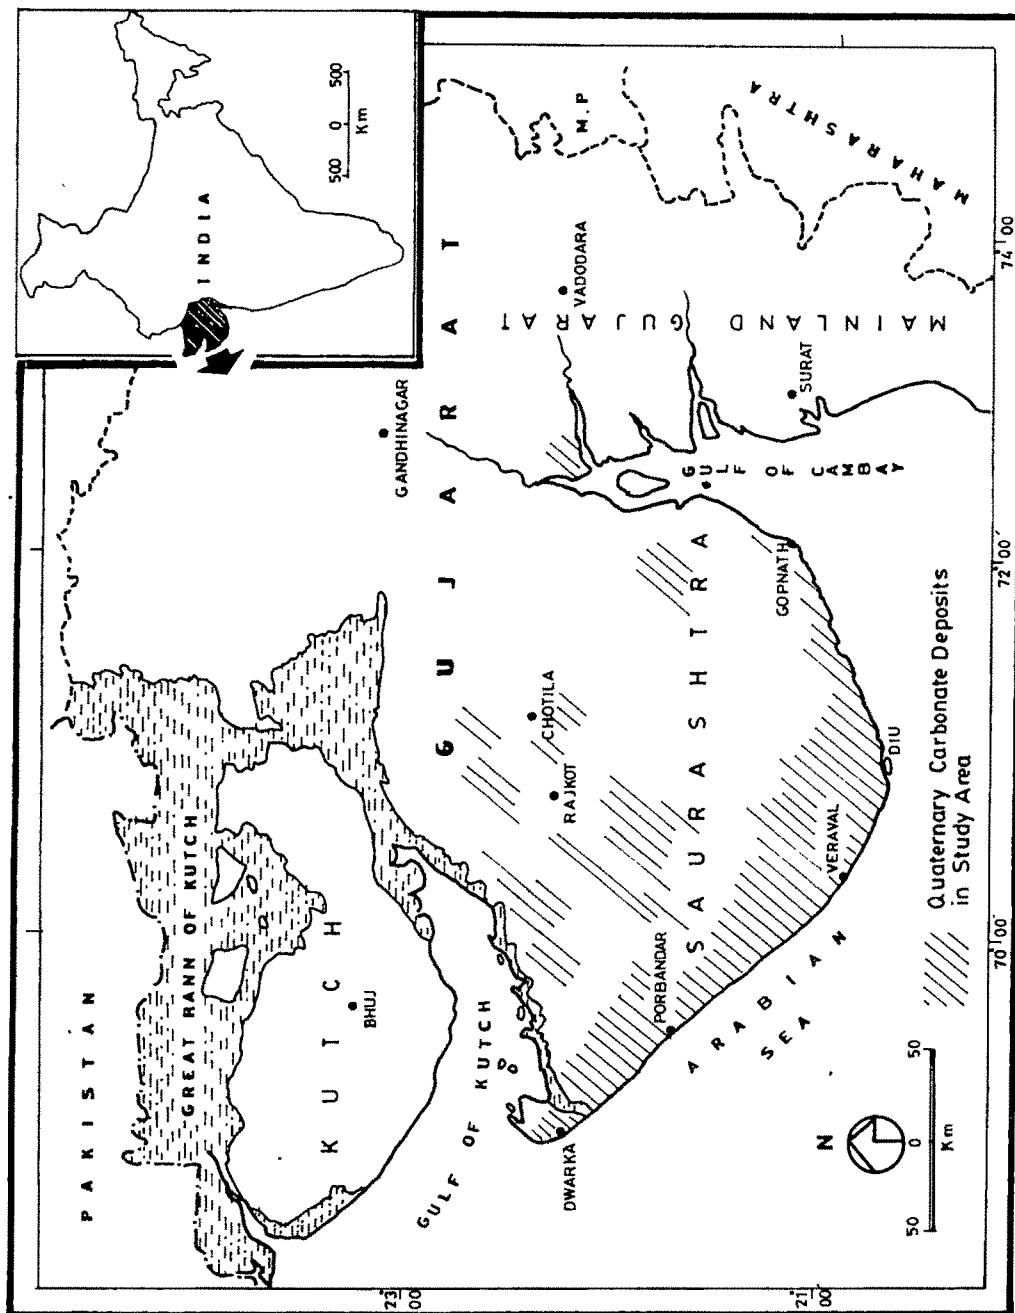 PAKISTAN
GREAT RANN OF KUTCH
KUTCH
BHUJ
GULF OF KUTCH
GUJARAT
GANDHINAGAR
INDIA
500 0 500
Km
DWARKA
PORBANDAR
RAJKOT
CHOTILA
SAURASHTRA
VERAVAL
DIU
GOPNATH
GULF
OF
CAMBAY
VADODARA
SURAT
MAINLAND GUJARAT
M.P
MAHARASHTRA
ARABIAN
SEA
N
50 0 50
Km
Quaternary Carbonate Deposits
in Study Area
23°00'
21°00'
70°00'
72°00'
74°00'